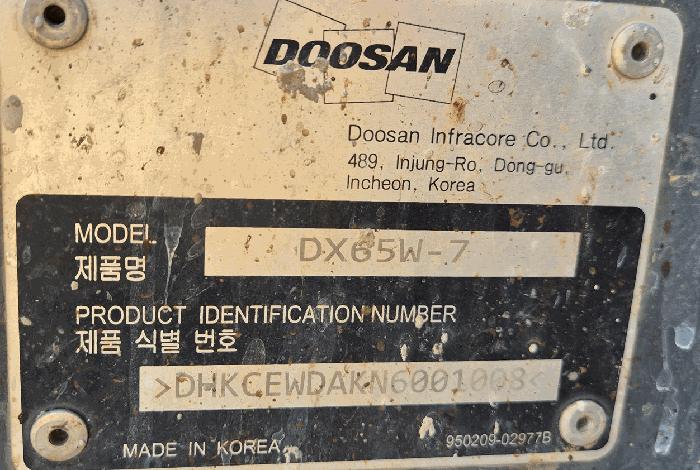 DOOSAN
Doosan Infracore Co., Ltd.
489, Injung-Ro, Dong-gu,
Incheon, Korea
MODEL
제품명
DX65W-7
PRODUCT IDENTIFICATION NUMBER
제품 식별 번호
>DHKCEWDAKN6001008<
MADE IN KOREA
950209-02977B